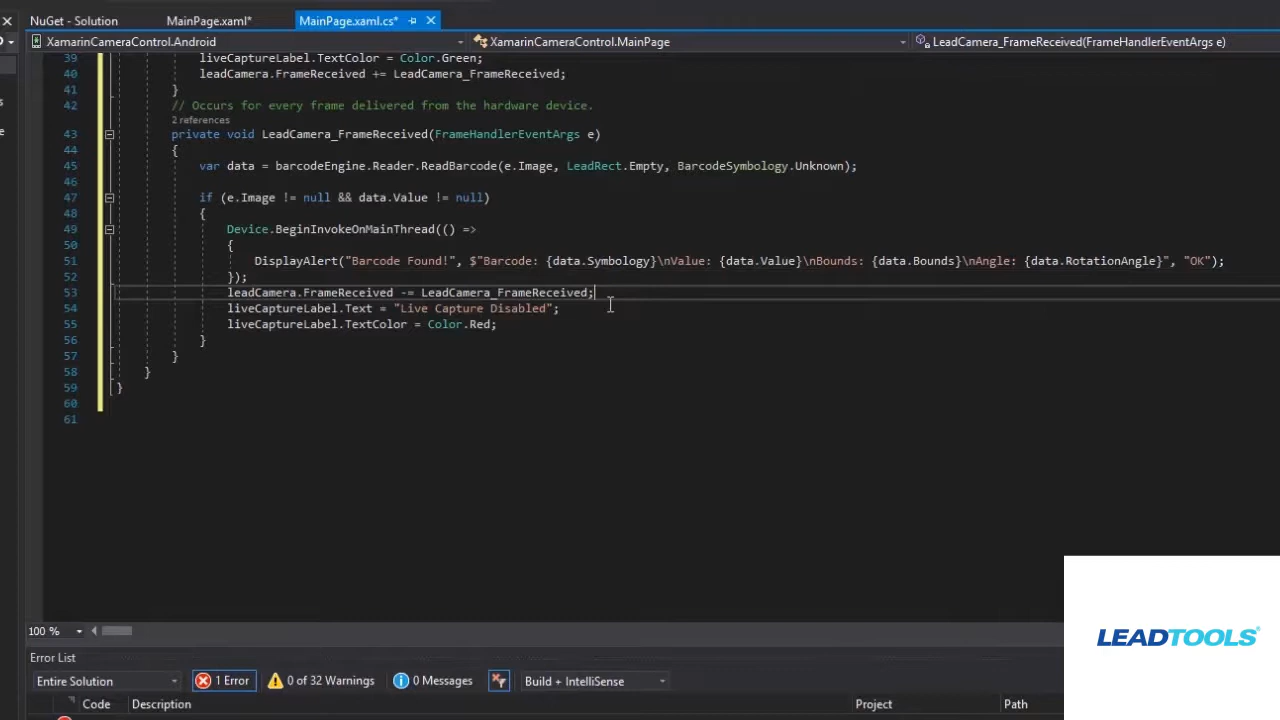 NuGet - Solution MainPage.xaml* MainPage.xaml.cs*
XamarinCameraControl.Android XamarinCameraControl.MainPage LeadCamera_FrameReceived(FrameHandlerEventArgs e)
39 liveCaptureLabel.TextColor = Color.Green;
40 leadCamera.FrameReceived += LeadCamera_FrameReceived;
41 }
42 // Occurs for every frame delivered from the hardware device.
2 references
43 private void LeadCamera_FrameReceived(FrameHandlerEventArgs e)
44 {
45 var data = barcodeEngine.Reader.ReadBarcode(e.Image, LeadRect.Empty, BarcodeSymbology.Unknown);
46
47 if (e.Image != null && data.Value != null)
48 {
49 Device.BeginInvokeOnMainThread(() =>
50 {
51 DisplayAlert("Barcode Found!", $"Barcode: {data.Symbology}\nValue: {data.Value}\nBounds: {data.Bounds}\nAngle: {data.RotationAngle}", "OK");
52 });
53 leadCamera.FrameReceived -= LeadCamera_FrameReceived;
54 liveCaptureLabel.Text = "Live Capture Disabled";
55 liveCaptureLabel.TextColor = Color.Red;
56 }
57 }
58 }
59 }
60
61
100 %
LEADTOOLS®
Error List
Entire Solution 1 Error 0 of 32 Warnings 0 Messages Build + IntelliSense
Code Description Project Path